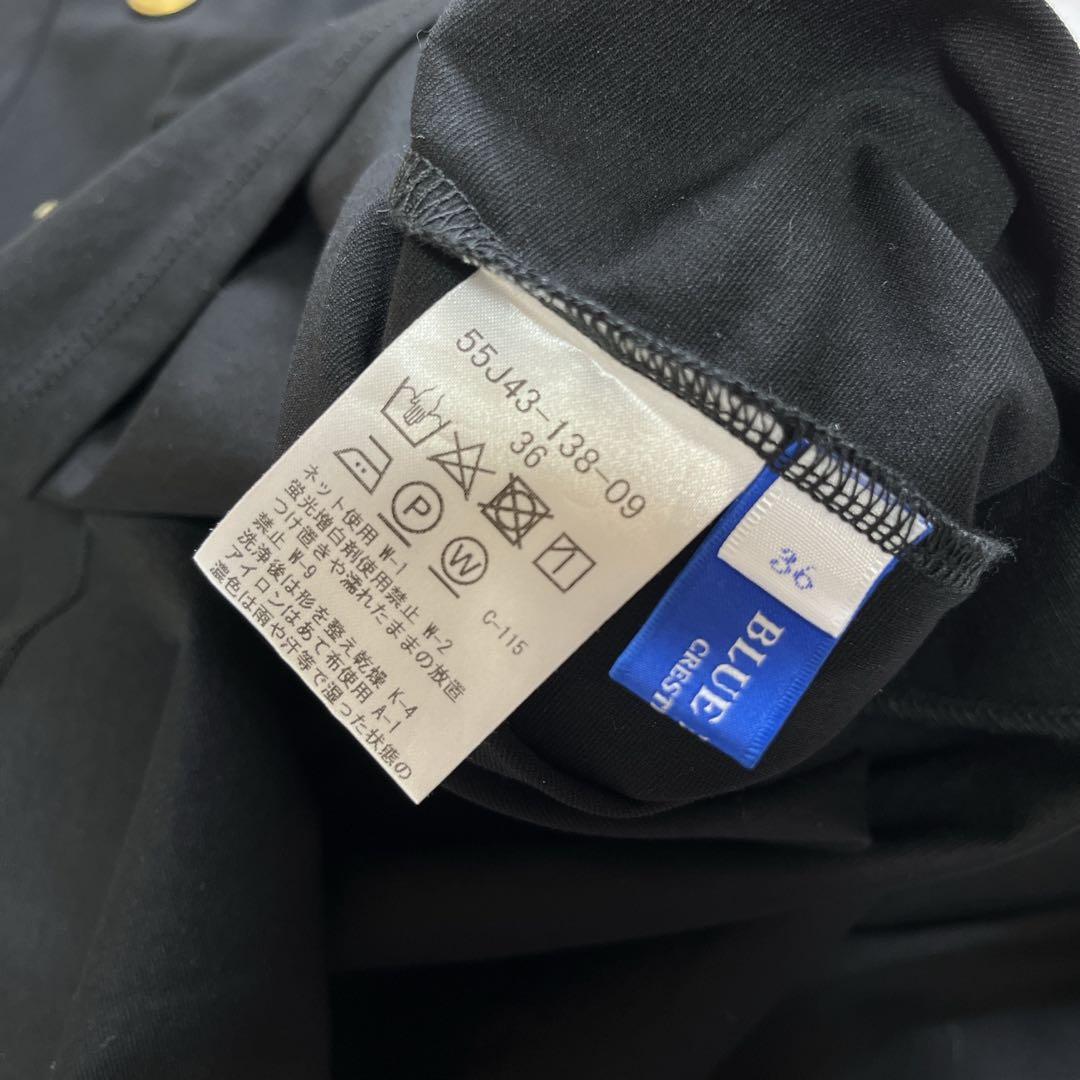 55J43-138-09
36
P
W
C-115
ネット使用 W-1
蛍光増白剤使用禁止 W-2
つけ置きや濡れたままの放置
禁止 W-9
洗浄後は形を整え乾燥 K-4
アイロンはあて布使用 A-1
濃色は雨や汗等で湿った状態の
36
BLUE
CREST